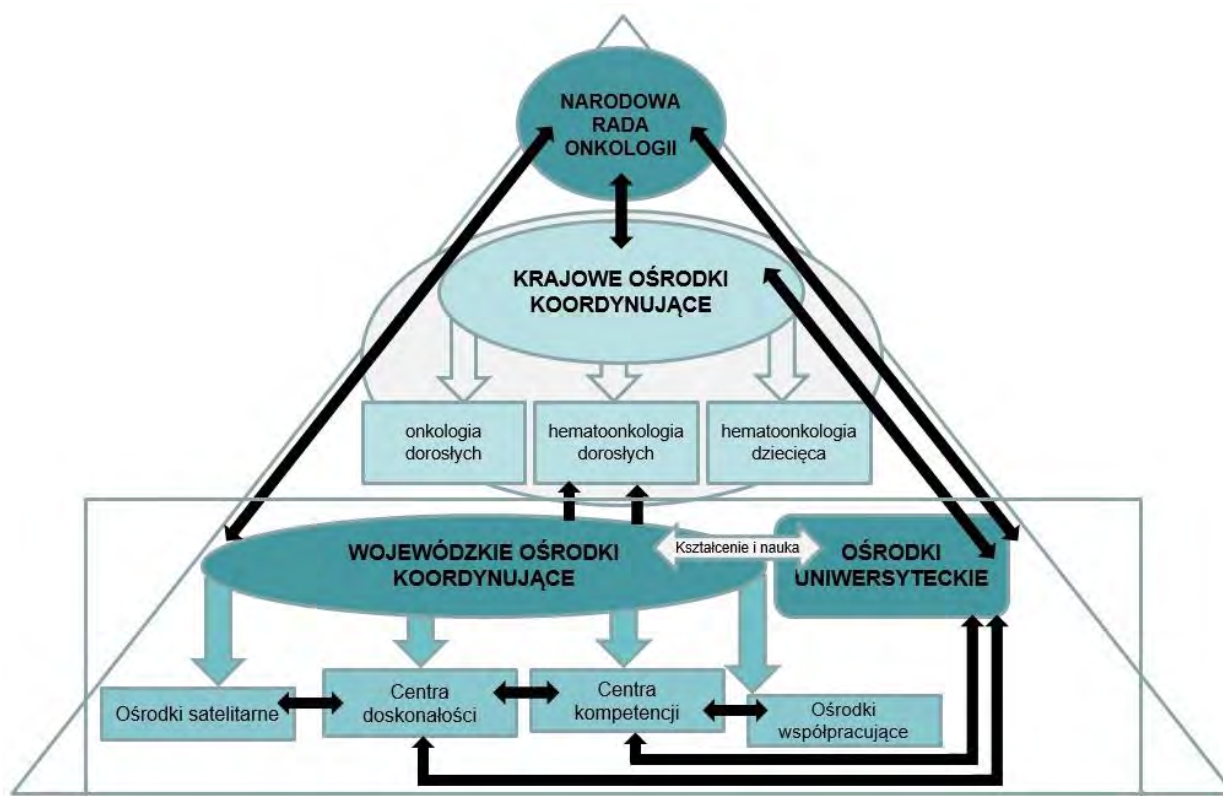 NARODOWA
RADA
ONKOLOGII
KRAJOWE OŚRODKI
KOORDYNUJĄCE
onkologia
dorosłych
hematoonkologia
dorosłych
hematoonkologia
dziecięca
WOJEWÓDZKIE OŚRODKI
KOORDYNUJĄCE
Kształcenie i nauka
OŚRODKI
UNIWERSYTECKIE
Ośrodki satelitarne
Centra
doskonałości
Centra
kompetencji
Ośrodki
współpracujące